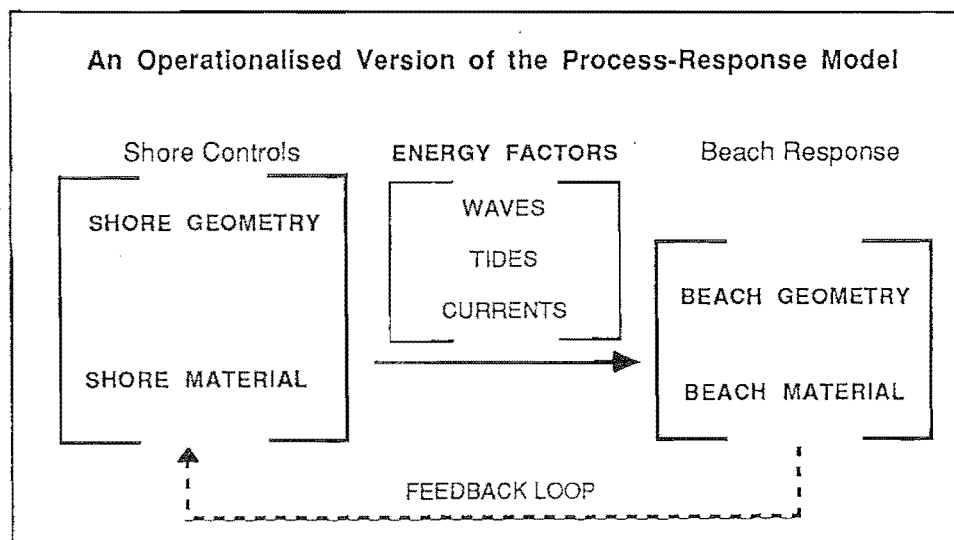 An Operationalised Version of the Process-Response Model
Shore Controls
SHORE GEOMETRY
SHORE MATERIAL
ENERGY FACTORS
WAVES
TIDES
CURRENTS
Beach Response
BEACH GEOMETRY
BEACH MATERIAL
FEEDBACK LOOP